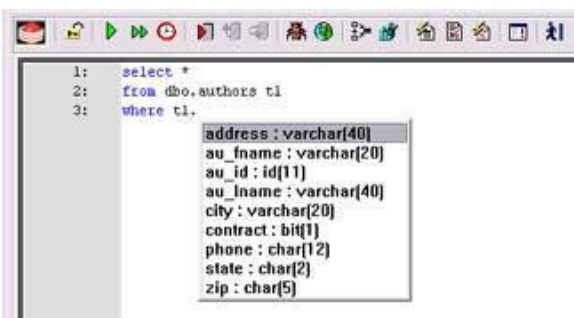 1: select *
2: from dbo.authors t1
3: where t1.
address : varchar(40)
au_fname : varchar(20)
au_id : id(11)
au_lname : varchar(40)
city : varchar(20)
contract : bit(1)
phone : char(12)
state : char(2)
zip : char(5)